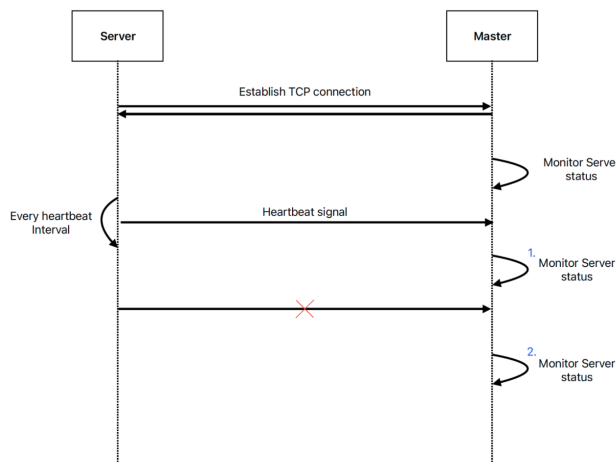 Server
Master
Establish TCP connection
Monitor Serve
status
Every heartbeat
Interval
Heartbeat signal
1.
Monitor Server
status
2.
Monitor Server
status